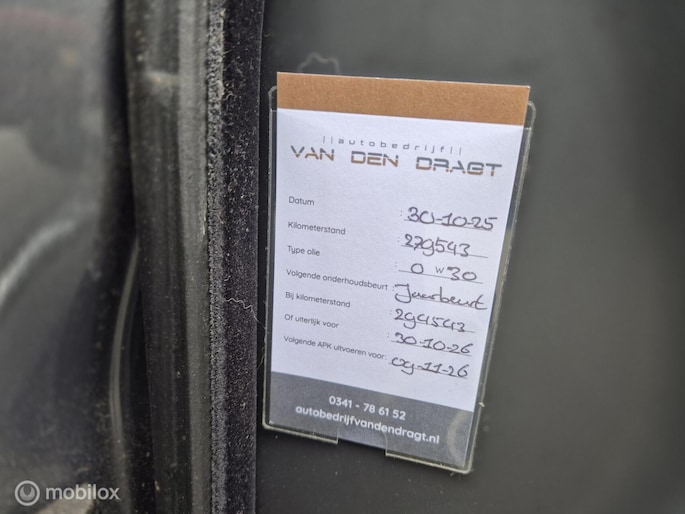 ||autobedrijf||
VAN DEN DRAGT
Datum : 30-10-25
Kilometerstand : 279543
Type olie : 0 W 30
Volgende onderhoudsbeurt : Jaarbeurt
Bij kilometerstand : 294543
Of uiterlijk voor : 30-10-26
Volgende APK uitvoeren voor: 09-11-26
0341 - 78 61 52
autobedrijfvandendragt.nl
mobilox